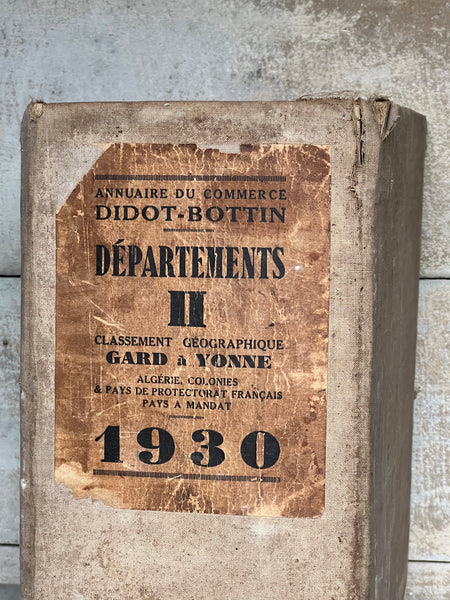 ANNUAIRE DU COMMERCE
DIDOT-BOTTIN
DÉPARTEMENTS
II
CLASSEMENT GÉOGRAPHIQUE
GARD à YONNE
ALGÉRIE, COLONIES
& PAYS DE PROTECTORAT FRANÇAIS
PAYS A MANDAT
1930